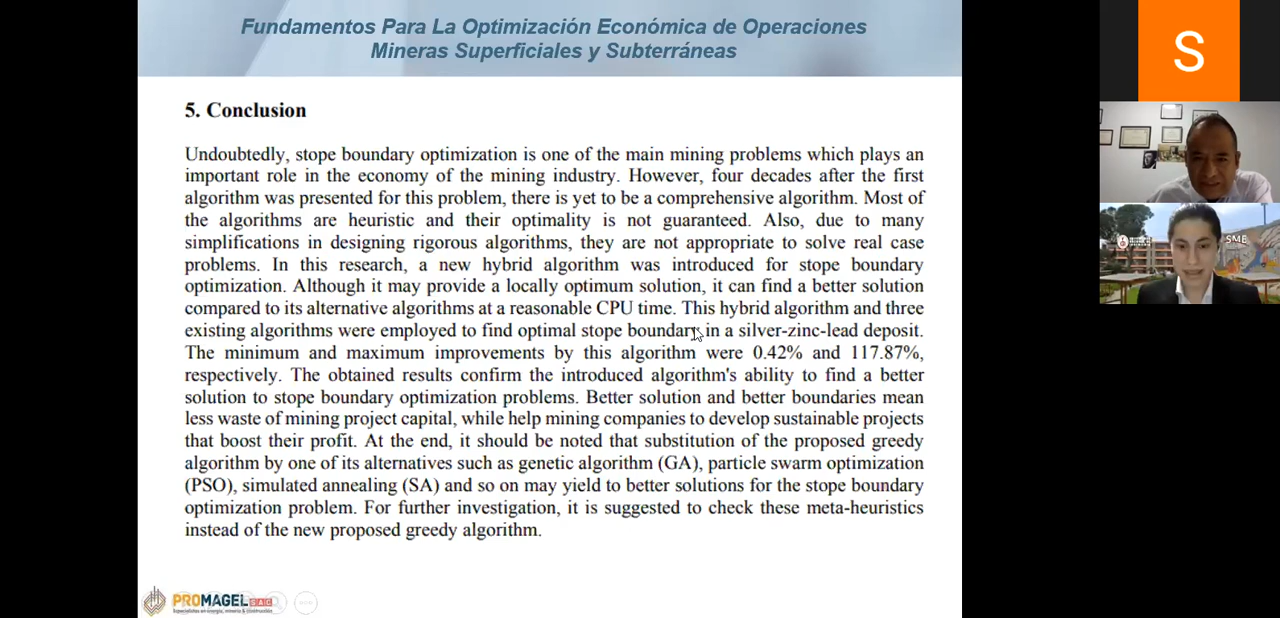 Fundamentos Para La Optimización Económica de Operaciones
Mineras Superficiales y Subterráneas
S
5. Conclusion
Undoubtedly, stope boundary optimization is one of the main mining problems which plays an
important role in the economy of the mining industry. However, four decades after the first
algorithm was presented for this problem, there is yet to be a comprehensive algorithm. Most of
the algorithms are heuristic and their optimality is not guaranteed. Also, due to many
simplifications in designing rigorous algorithms, they are not appropriate to solve real case
problems. In this research, a new hybrid algorithm was introduced for stope boundary
optimization. Although it may provide a locally optimum solution, it can find a better solution
compared to its alternative algorithms at a reasonable CPU time. This hybrid algorithm and three
existing algorithms were employed to find optimal stope boundary in a silver-zinc-lead deposit.
The minimum and maximum improvements by this algorithm were 0.42% and 117.87%,
respectively. The obtained results confirm the introduced algorithm's ability to find a better
solution to stope boundary optimization problems. Better solution and better boundaries mean
less waste of mining project capital, while help mining companies to develop sustainable projects
that boost their profit. At the end, it should be noted that substitution of the proposed greedy
algorithm by one of its alternatives such as genetic algorithm (GA), particle swarm optimization
(PSO), simulated annealing (SA) and so on may yield to better solutions for the stope boundary
optimization problem. For further investigation, it is suggested to check these meta-heuristics
instead of the new proposed greedy algorithm.
SME
PROMAGEL SAC
Especialistas en energía, minería & construcción